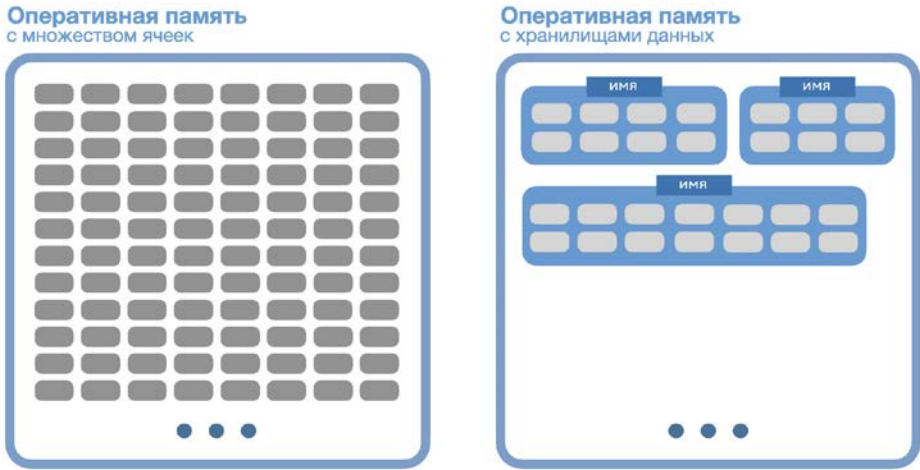 Оперативная память
с множеством ячеек
Оперативная память
с хранилищами данных
ИМЯ
ИМЯ
ИМЯ